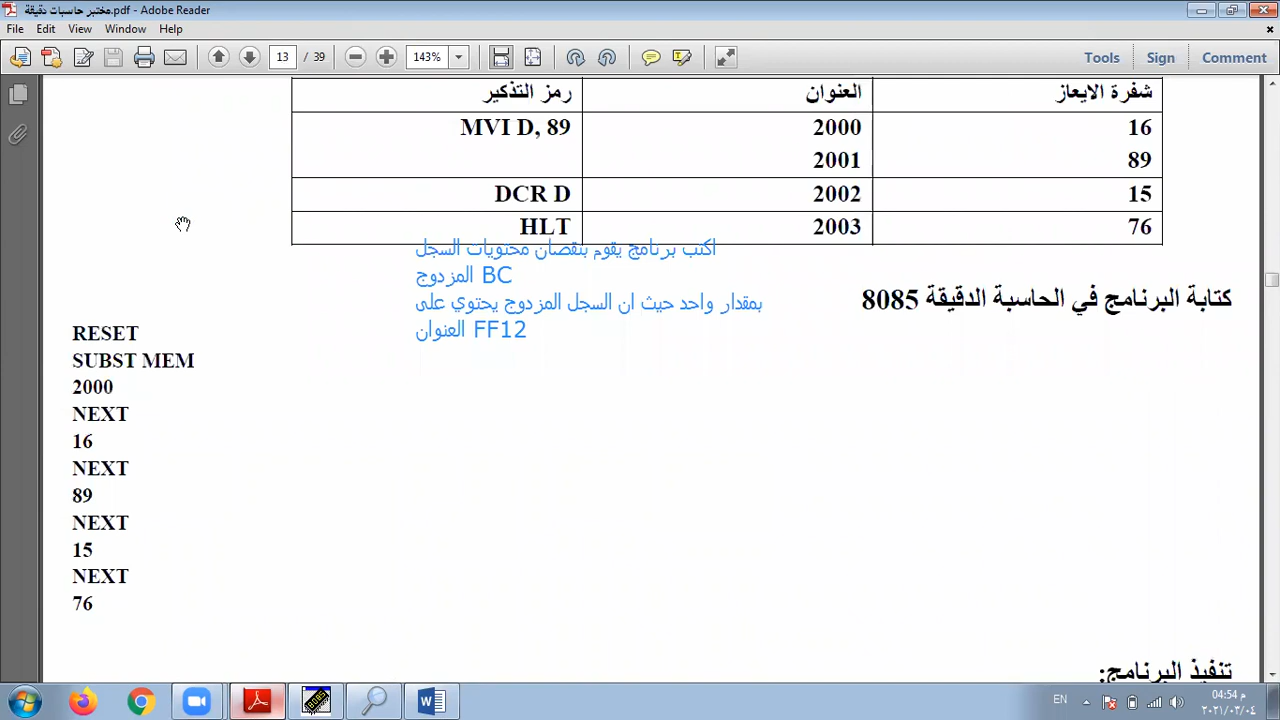 مختبر حاسبات دقيقة.pdf - Adobe Reader
File Edit View Window Help
13 / 39 143% Tools Sign Comment
شفرة الايعاز العنوان رمز التذكير
16 2000 MVI D, 89
89 2001
15 2002 DCR D
76 2003 HLT
اكتب برنامج يقوم بنقصان محتويات السجل
المزدوج BC
بمقدار واحد حيث ان السجل المزدوج يحتوي على
العنوان FF12
كتابة البرنامج في الحاسبة الدقيقة 8085
RESET
SUBST MEM
2000
NEXT
16
NEXT
89
NEXT
15
NEXT
76
تنفيذ البرنامج:
EN
04:54 م
٢٠٢١/٠٣/٠٤